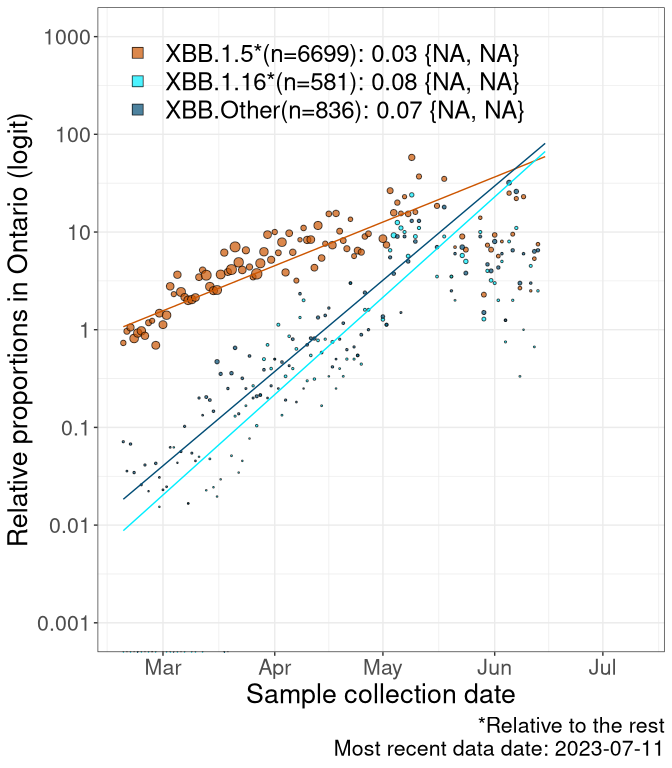 1000
100
10
1
0.1
0.01
0.001
Relative proportions in Ontario (logit)
XBB.1.5*(n=6699): 0.03 {NA, NA}
XBB.1.16*(n=581): 0.08 {NA, NA}
XBB.Other(n=836): 0.07 {NA, NA}
Mar Apr May Jun Jul
Sample collection date
*Relative to the rest
Most recent data date: 2023-07-11